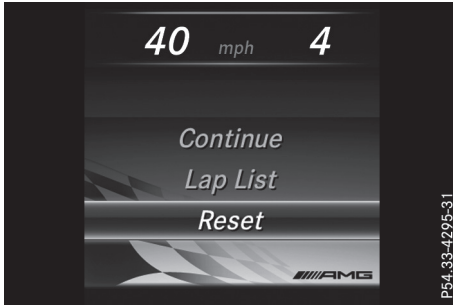 40 mph 4
Continue
Lap List
Reset
AMG
P54.33-4295-31